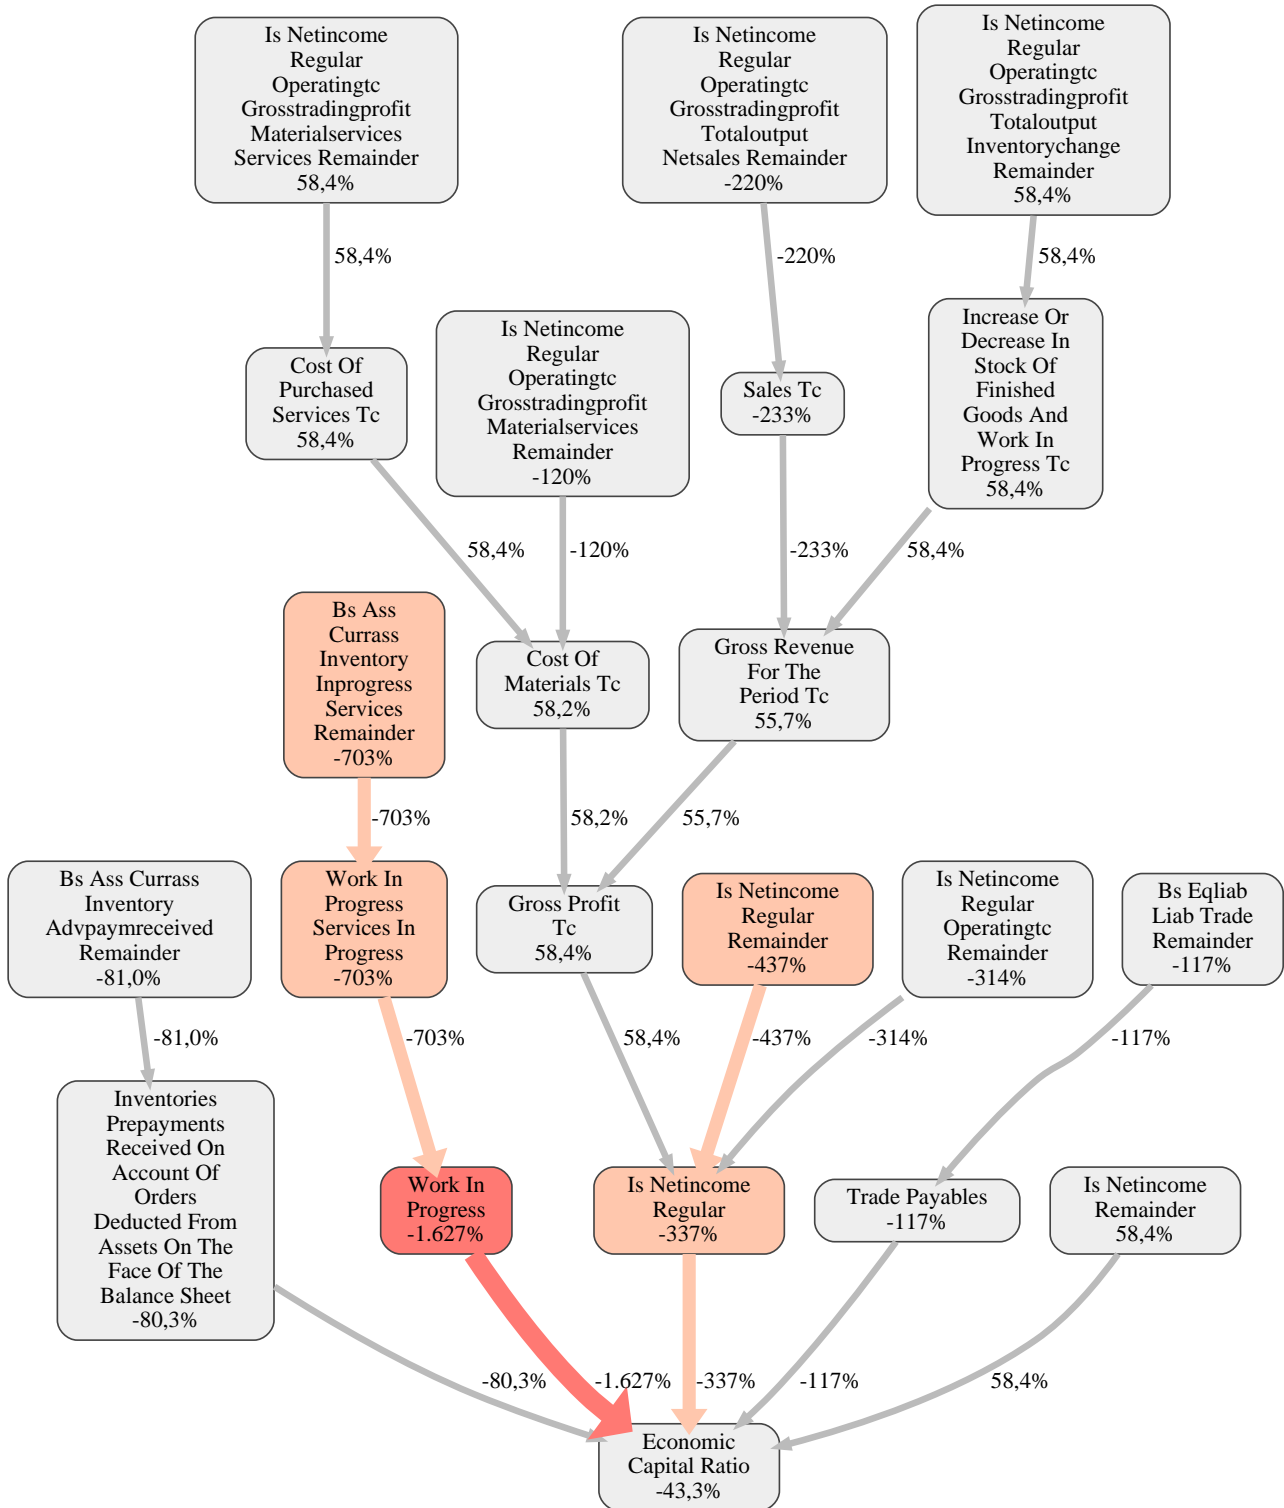 Is Netincome
Regular
Operatingtc
Grosstradingprofit
Materialservices
Services Remainder
58,4%
Is Netincome
Regular
Operatingtc
Grosstradingprofit
Totaloutput
Netsales Remainder
-220%
Is Netincome
Regular
Operatingtc
Grosstradingprofit
Totaloutput
Inventorychange
Remainder
58,4%
58,4%
-220%
58,4%
Cost Of
Purchased
Services Tc
58,4%
Is Netincome
Regular
Operatingtc
Grosstradingprofit
Materialservices
Remainder
-120%
Sales Tc
-233%
Increase Or
Decrease In
Stock Of
Finished
Goods And
Work In
Progress Tc
58,4%
58,4%
-120%
-233%
58,4%
Bs Ass
Currass
Inventory
Inprogress
Services
Remainder
-703%
Cost Of
Materials Tc
58,2%
Gross Revenue
For The
Period Tc
55,7%
-703%
58,2%
55,7%
Bs Ass Currass
Inventory
Advpaymreceived
Remainder
-81,0%
Work In
Progress
Services In
Progress
-703%
Gross Profit
Tc
58,4%
Is Netincome
Regular
Remainder
-437%
Is Netincome
Regular
Operatingtc
Remainder
-314%
Bs Eqliab
Liab Trade
Remainder
-117%
-81,0%
-703%
58,4%
-437%
-314%
-117%
Inventories
Prepayments
Received On
Account Of
Orders
Deducted From
Assets On The
Face Of The
Balance Sheet
-80,3%
Work In
Progress
-1.627%
Is Netincome
Regular
-337%
Trade Payables
-117%
Is Netincome
Remainder
58,4%
-80,3%
-1.627%
-337%
-117%
58,4%
Economic
Capital Ratio
-43,3%